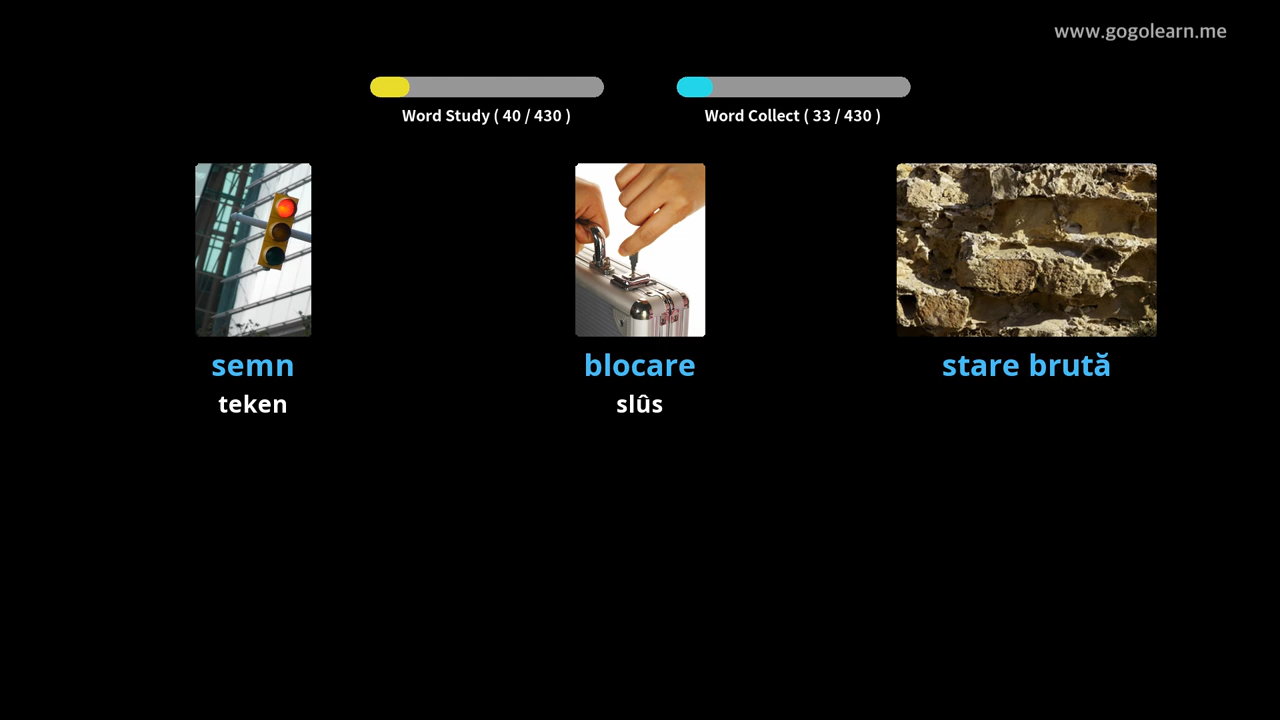 www.gogolearn.me
Word Study ( 40 / 430 )
Word Collect ( 33 / 430 )
semn
blocare
stare brută
teken
slûs